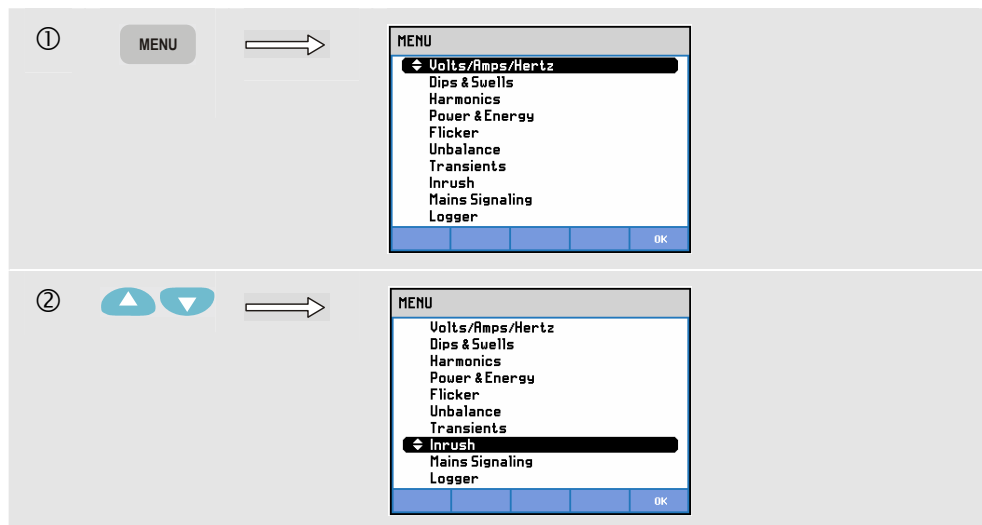 ①
MENU
MENU
Volts/Amps/Hertz
Dips & Swells
Harmonics
Power & Energy
Flicker
Unbalance
Transients
Inrush
Mains Signaling
Logger
OK
②
MENU
Volts/Amps/Hertz
Dips & Swells
Harmonics
Power & Energy
Flicker
Unbalance
Transients
Inrush
Mains Signaling
Logger
OK